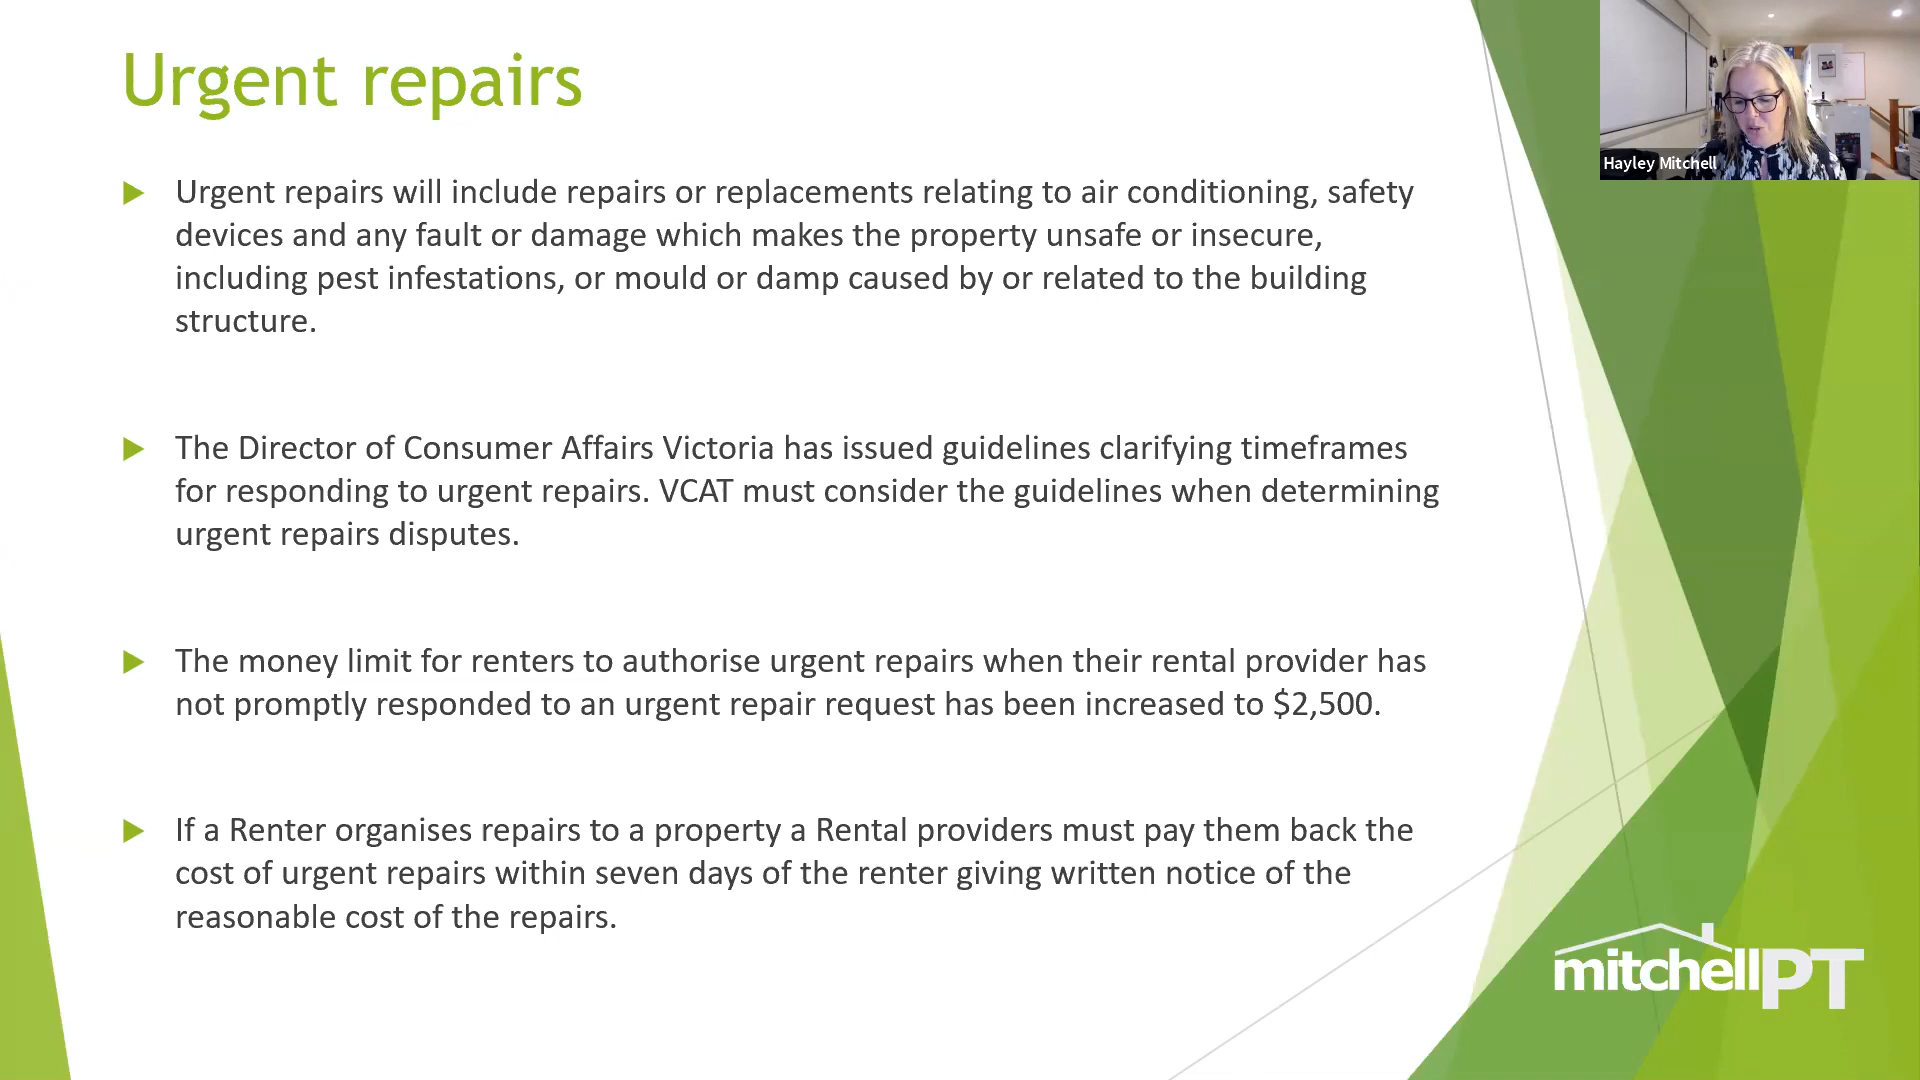 Urgent repairs
Hayley Mitchell
Urgent repairs will include repairs or replacements relating to air conditioning, safety
devices and any fault or damage which makes the property unsafe or insecure,
including pest infestations, or mould or damp caused by or related to the building
structure.
The Director of Consumer Affairs Victoria has issued guidelines clarifying timeframes
for responding to urgent repairs. VCAT must consider the guidelines when determining
urgent repairs disputes.
The money limit for renters to authorise urgent repairs when their rental provider has
not promptly responded to an urgent repair request has been increased to $2,500.
If a Renter organises repairs to a property a Rental providers must pay them back the
cost of urgent repairs within seven days of the renter giving written notice of the
reasonable cost of the repairs.
mitchellPT